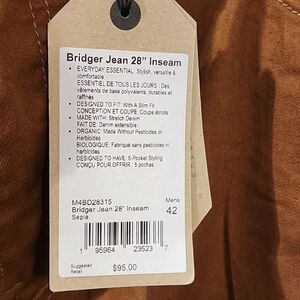 Bridger Jean 28" Inseam
• EVERYDAY ESSENTIAL: Stylish, versatile &
comfortable
ESSENTIEL DE TOUS LES JOURS : Des
vêtements de base polyvalents, durables et
raffinés
• DESIGNED TO FIT: With A Slim Fit
CONCEPTION ET COUPE: Coupe étroite
• MADE WITH: Stretch Denim
FAIT DE: Denim extensible
• ORGANIC: Made Without Pesticides or
Herbicides
BIOLOGIQUE: Fabriqué sans pesticides ni
herbicides
• DESIGNED TO HAVE: 5-Pocket Styling
CONÇU POUR OFFRIR : 5 poches
M4BD28315
Bridger Jean 28" Inseam
Sepia
Mens
42
1 95964 23523 7
Suggested
Retail
$95.00